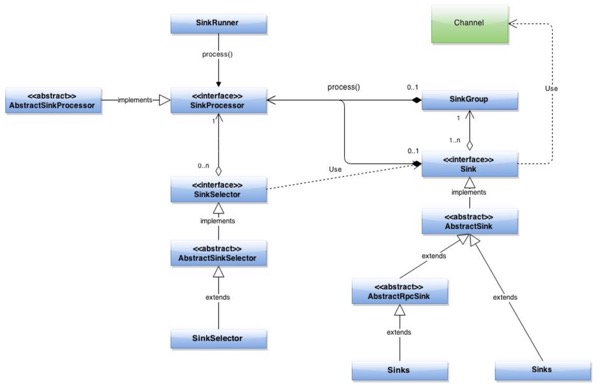 SinkRunner
Channel
process()
Use
<<abstract>>
AbstractSinkProcessor
implements
<<interface>>
SinkProcessor
process()
0..1
SinkGroup
1
1
1..n
0..1
0..n
<<interface>>
Sink
<<interface>>
SinkSelector
Use
implements
implements
<<abstract>>
AbstractSink
<<abstract>>
AbstractSinkSelector
extends
extends
<<abstract>>
AbstractRpcSink
extends
extends
SinkSelector
Sinks
Sinks